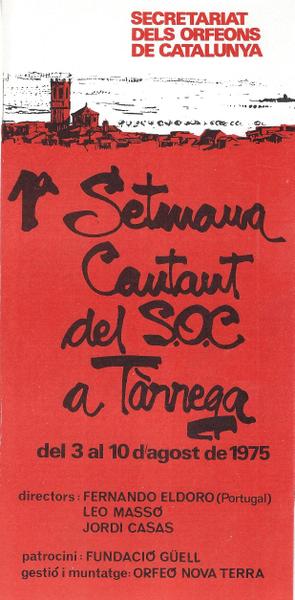 SECRETARIAT
DELS ORFEONS
DE CATALUNYA
1ª Setmana
Cantant
del S.O.C
a Tàrrega
del 3 al 10 d'agost de 1975
directors: FERNANDO ELDORO (Portugal)
LEO MASSÓ
JORDI CASAS
patrocini: FUNDACIÓ GÜELL
gestió i muntatge: ORFEÓ NOVA TERRA